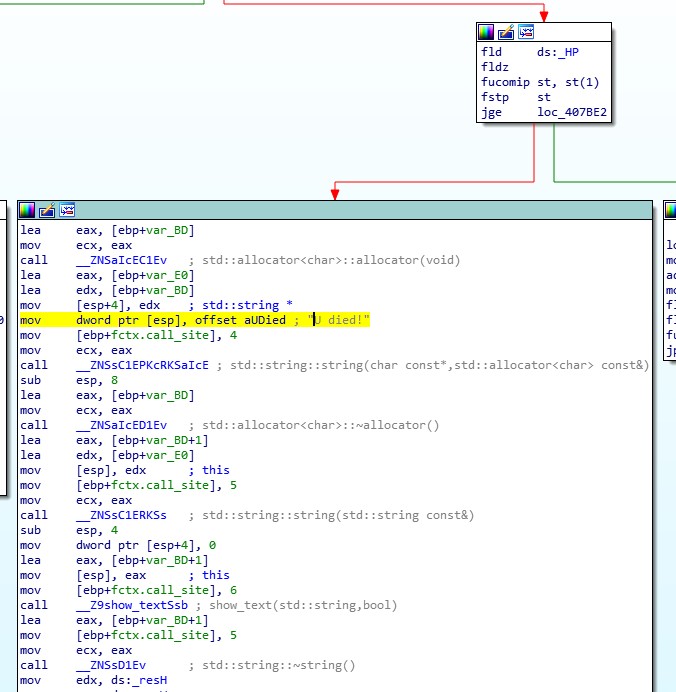 fld ds:_HP
fldz
fucomip st, st(1)
fstp st
jge loc_407BE2
lea eax, [ebp+var_BD]
mov ecx, eax
call __ZNSaIcEC1Ev ; std::allocator<char>::allocator(void)
lea eax, [ebp+var_E0]
lea edx, [ebp+var_BD]
mov [esp+4], edx ; std::string *
mov dword ptr [esp], offset aUDied ; "U died!"
mov [ebp+fctx.call_site], 4
mov ecx, eax
call __ZNSsC1EPKcRKSaIcE ; std::string::string(char const*,std::allocator<char> const&)
sub esp, 8
lea eax, [ebp+var_BD]
mov ecx, eax
call __ZNSaIcED1Ev ; std::allocator<char>::~allocator()
lea eax, [ebp+var_BD+1]
lea edx, [ebp+var_E0]
mov [esp], edx ; this
mov [ebp+fctx.call_site], 5
mov ecx, eax
call __ZNSsC1ERKSs ; std::string::string(std::string const&)
sub esp, 4
mov dword ptr [esp+4], 0
lea eax, [ebp+var_BD+1]
mov [esp], eax ; this
mov [ebp+fctx.call_site], 6
call __Z9show_textSsb ; show_text(std::string,bool)
lea eax, [ebp+var_BD+1]
mov [ebp+fctx.call_site], 5
mov ecx, eax
call __ZNSsD1Ev ; std::string::~string()
mov edx, ds:_resH